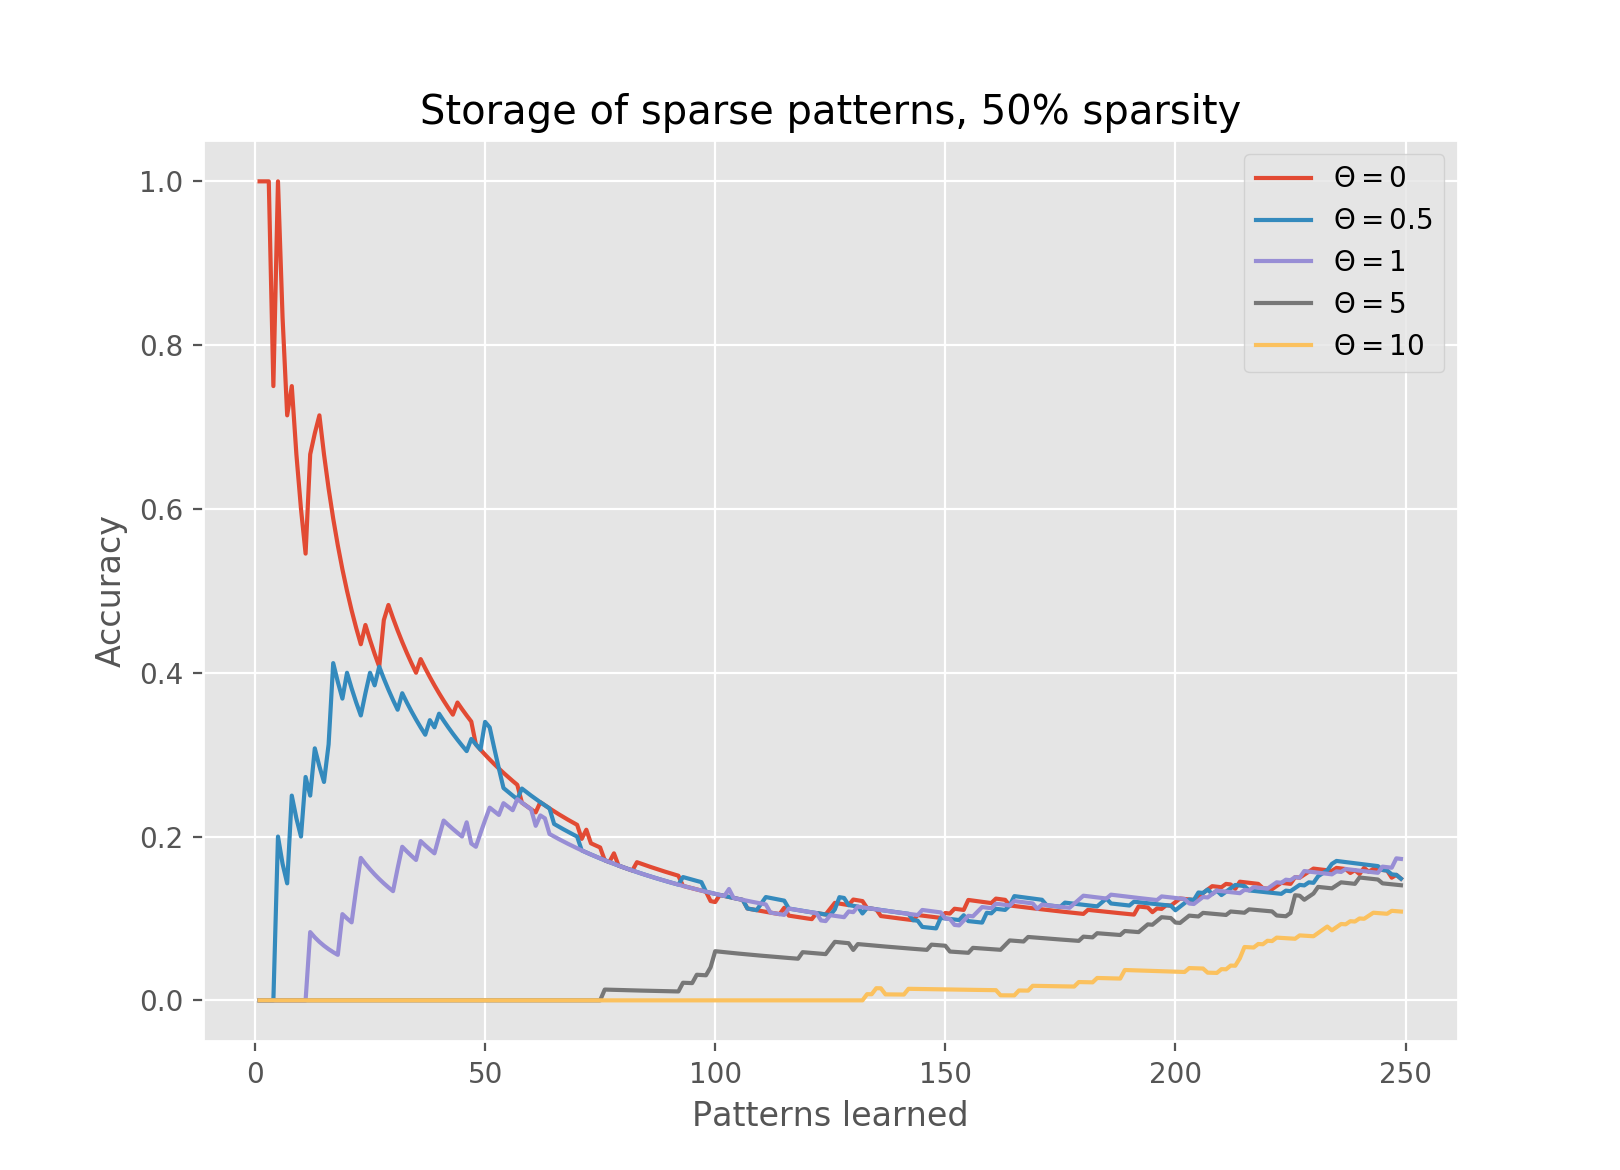 Storage of sparse patterns, 50% sparsity
Accuracy
1.0
0.8
0.6
0.4
0.2
0.0
Θ = 0
Θ = 0.5
Θ = 1
Θ = 5
Θ = 10
0 50 100 150 200 250
Patterns learned